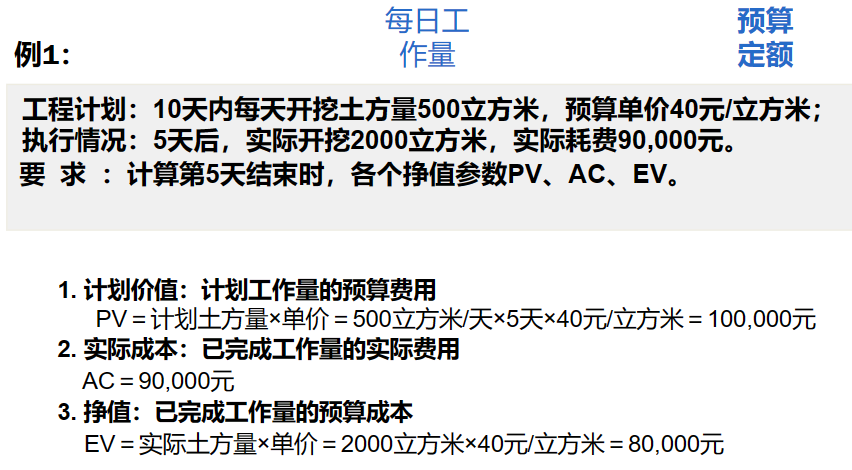 每日工
作量
预算
定额
例1：
工程计划：10天内每天开挖土方量500立方米，预算单价40元/立方米；
执行情况：5天后，实际开挖2000立方米，实际耗费90,000元。
要 求 ：计算第5天结束时，各个挣值参数PV、AC、EV。
1. 计划价值：计划工作量的预算费用
PV＝计划土方量×单价＝500立方米/天×5天×40元/立方米＝100,000元
2. 实际成本：已完成工作量的实际费用
AC＝90,000元
3. 挣值：已完成工作量的预算成本
EV＝实际土方量×单价＝2000立方米×40元/立方米＝80,000元